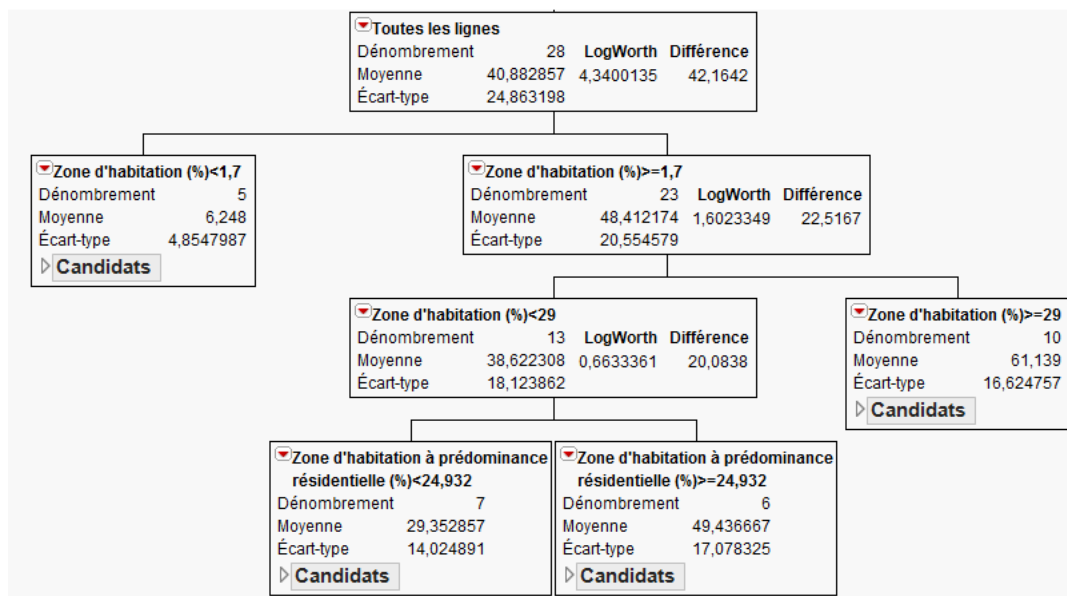 Toutes les lignes
Dénombrement 28 LogWorth Différence
Moyenne 40,882857 4,3400135 42,1642
Écart-type 24,863198
Zone d'habitation (%)<1,7
Dénombrement 5
Moyenne 6,248
Écart-type 4,8547987
Candidats
Zone d'habitation (%)>=1,7
Dénombrement 23 LogWorth Différence
Moyenne 48,412174 1,6023349 22,5167
Écart-type 20,554579
Zone d'habitation (%)<29
Dénombrement 13 LogWorth Différence
Moyenne 38,622308 0,6633361 20,0838
Écart-type 18,123862
Zone d'habitation (%)>=29
Dénombrement 10
Moyenne 61,139
Écart-type 16,624757
Candidats
Zone d'habitation à prédominance
résidentielle (%)<24,932
Dénombrement 7
Moyenne 29,352857
Écart-type 14,024891
Candidats
Zone d'habitation à prédominance
résidentielle (%)>=24,932
Dénombrement 6
Moyenne 49,436667
Écart-type 17,078325
Candidats